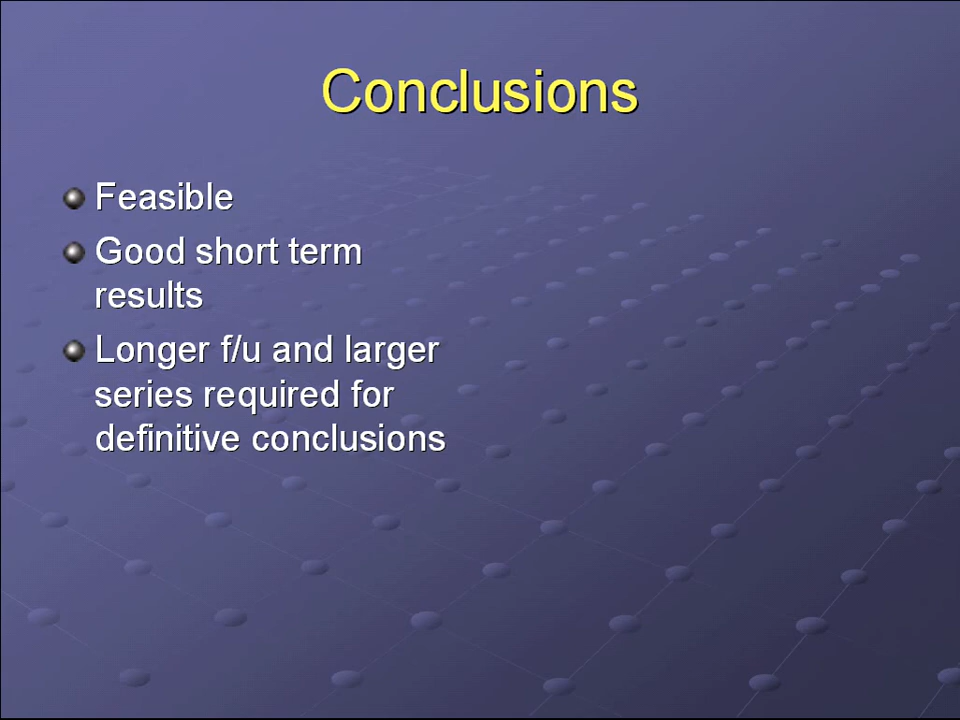 Conclusions
Feasible
Good short term
results
Longer f/u and larger
series required for
definitive conclusions